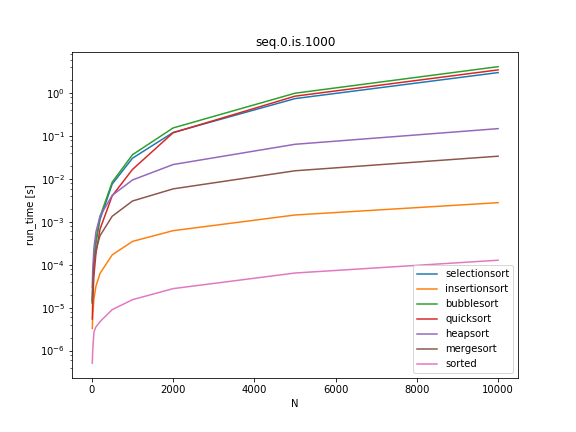 seq.0.is.1000
run_time [s]
10⁰
10⁻¹
10⁻²
10⁻³
10⁻⁴
10⁻⁵
10⁻⁶
selectionsort
insertionsort
bubblesort
quicksort
heapsort
mergesort
sorted
0 2000 4000 6000 8000 10000
N